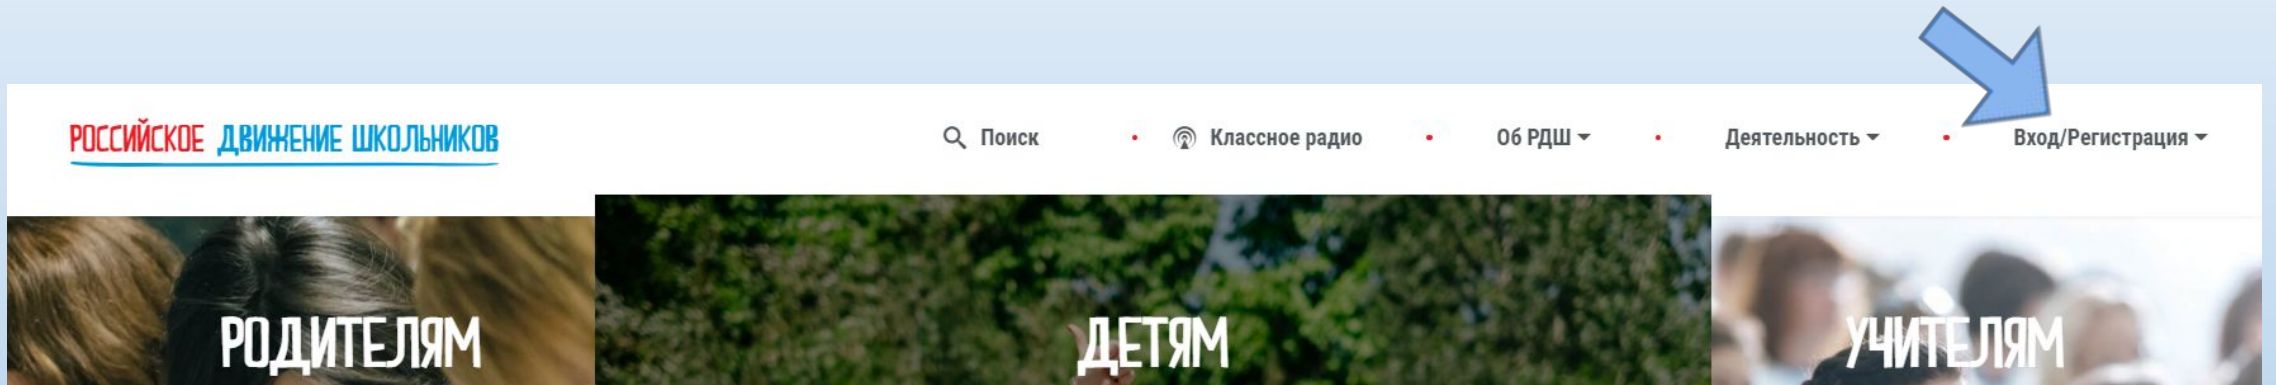 РОССИЙСКОЕ ДВИЖЕНИЕ ШКОЛЬНИКОВ
Поиск
Классное радио
Об РДШ
Деятельность
Вход/Регистрация
РОДИТЕЛЯМ
ДЕТЯМ
УЧИТЕЛЯМ